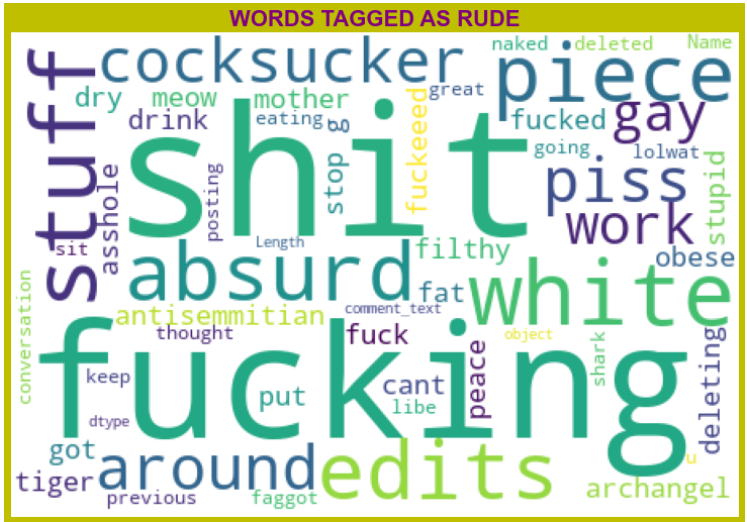 WORDS TAGGED AS RUDE
cocksucker
naked
deleted
Name
stuff
dry
meow
mother
great
piece
drink
eating
g
fuckeeed
fucked
gay
shit
stop
going
lolwat
asshole
posting
piss
work
stupid
sit
Length
absurd
filthy
obese
conversation
fat
white
antisemmitian
comment_text
thought
fuck
object
shark
fucking
keep
put
cant
peace
libe
deleting
dtype
got
around
edits
u
tiger
previous
faggot
archangel